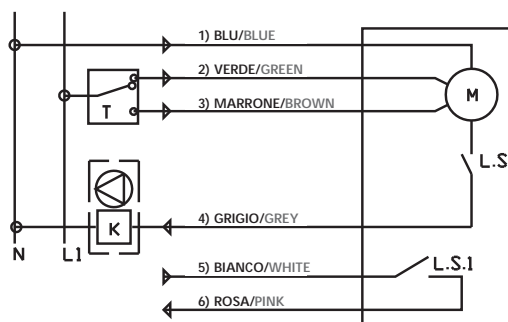 1) BLU/BLUE
2) VERDE/GREEN
3) MARRONE/BROWN
T
M
L.S
4) GRIGIO/GREY
K
N
L1
5) BIANCO/WHITE
L.S.1
6) ROSA/PINK